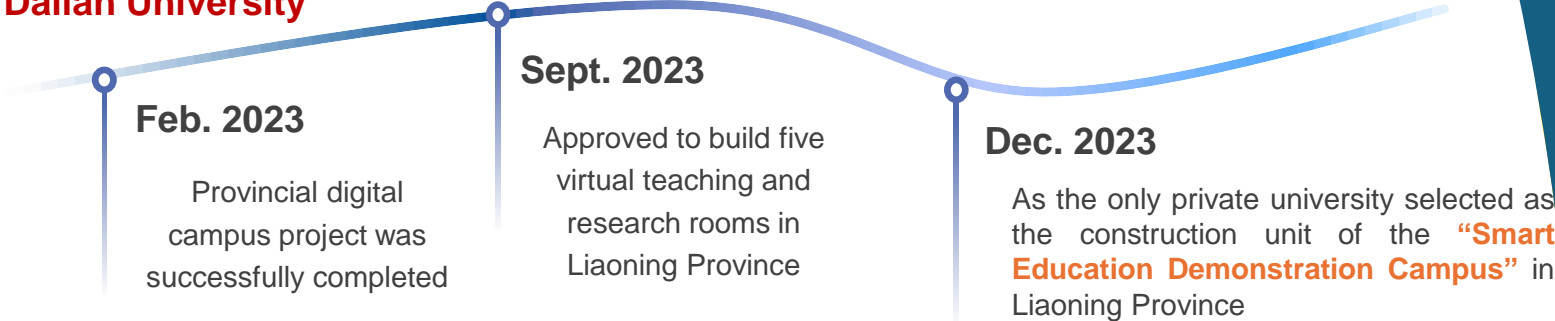 Dalian University
Feb. 2023
Provincial digital
campus project was
successfully completed
Sept. 2023
Approved to build five
virtual teaching and
research rooms in
Liaoning Province
Dec. 2023
As the only private university selected as
the construction unit of the “Smart
Education Demonstration Campus” in
Liaoning Province